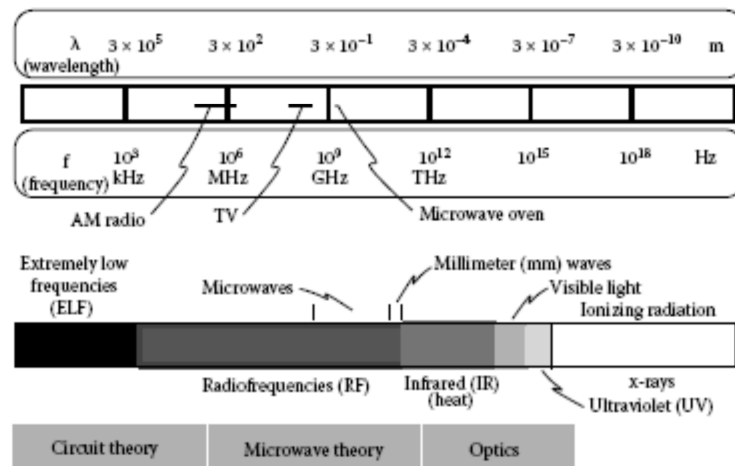 λ 3 × 10⁵ 3 × 10² 3 × 10⁻¹ 3 × 10⁻⁴ 3 × 10⁻⁷ 3 × 10⁻¹⁰ m
(wavelength)
f 10³ 10⁶ 10⁹ 10¹² 10¹⁵ 10¹⁸ Hz
(frequency) kHz MHz GHz THz
AM radio TV Microwave oven
Extremely low
frequencies
(ELF)
Microwaves
Millimeter (mm) waves
Visible light
Ionizing radiation
Radiofrequencies (RF)
Infrared (IR)
(heat)
x-rays
Ultraviolet (UV)
Circuit theory Microwave theory Optics